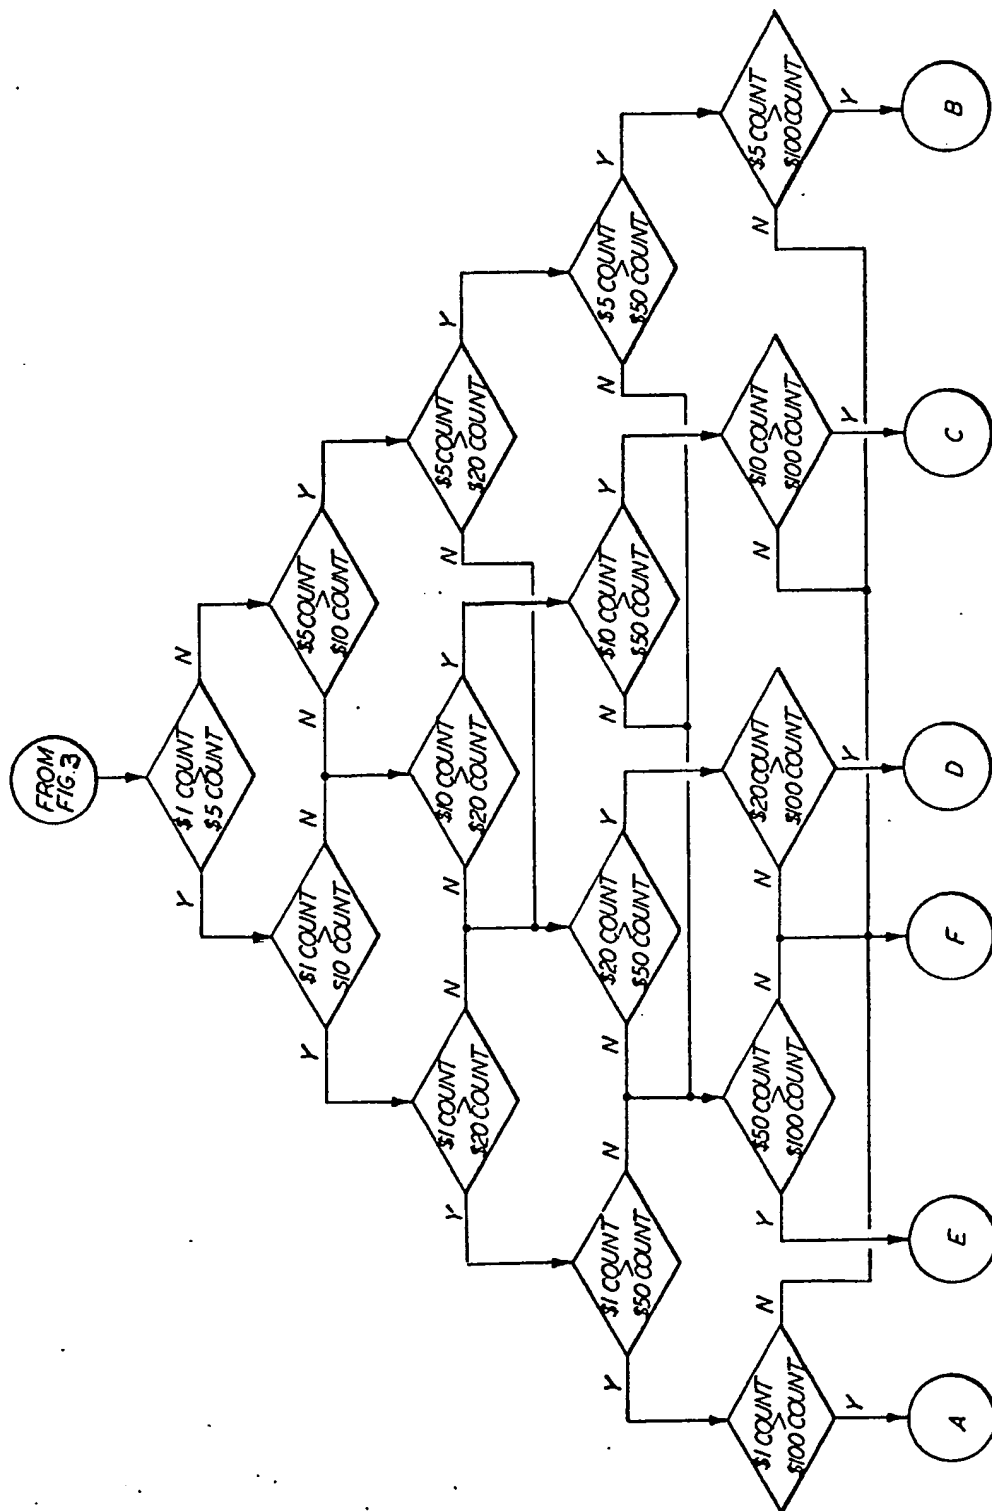 FROM
FIG. 3
$1 COUNT
>
$5 COUNT
Y
N
$1 COUNT
>
$10 COUNT
Y
N
$5 COUNT
>
$10 COUNT
N
Y
$1 COUNT
>
$20 COUNT
Y
N
$10 COUNT
>
$20 COUNT
N
Y
$5 COUNT
>
$20 COUNT
N
Y
$1 COUNT
>
$50 COUNT
Y
N
$20 COUNT
>
$50 COUNT
N
Y
$10 COUNT
>
$50 COUNT
N
Y
$5 COUNT
>
$50 COUNT
N
Y
$1 COUNT
>
$100 COUNT
N
Y
$50 COUNT
>
$100 COUNT
Y
N
$20 COUNT
>
$100 COUNT
N
Y
$10 COUNT
>
$100 COUNT
N
Y
$5 COUNT
>
$100 COUNT
N
Y
A
E
F
D
C
B